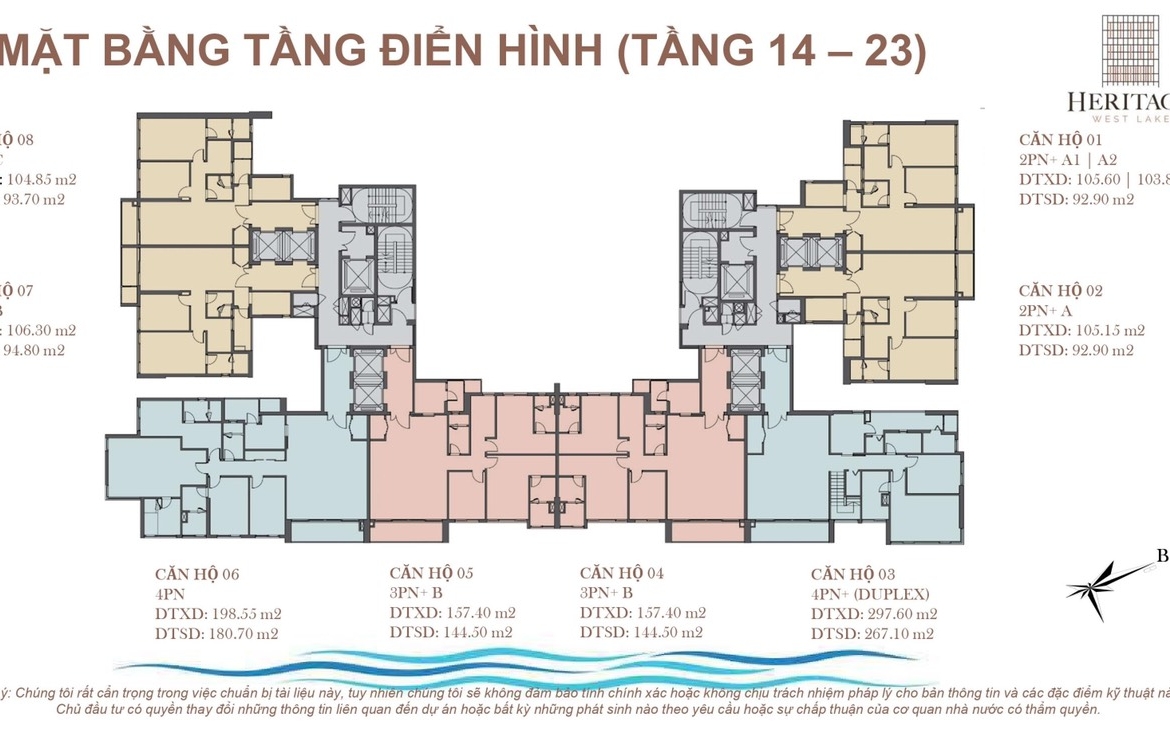 MẶT BẰNG TẦNG ĐIỂN HÌNH (TẦNG 14 – 23)
HERITAG
WEST LAKE
HỘ 08
C
: 104.85 m2
93.70 m2
HỘ 07
B
: 106.30 m2
94.80 m2
CĂN HỘ 01
2PN+ A1 | A2
DTXD: 105.60 | 103.8
DTSD: 92.90 m2
CĂN HỘ 02
2PN+ A
DTXD: 105.15 m2
DTSD: 92.90 m2
CĂN HỘ 06
4PN
DTXD: 198.55 m2
DTSD: 180.70 m2
CĂN HỘ 05
3PN+ B
DTXD: 157.40 m2
DTSD: 144.50 m2
CĂN HỘ 04
3PN+ B
DTXD: 157.40 m2
DTSD: 144.50 m2
CĂN HỘ 03
4PN+ (DUPLEX)
DTXD: 297.60 m2
DTSD: 267.10 m2
B
ý: Chúng tôi rất cẩn trọng trong việc chuẩn bị tài liệu này, tuy nhiên chúng tôi sẽ không đảm bảo tính chính xác hoặc không chịu trách nhiệm pháp lý cho bản thông tin và các đặc điểm kỹ thuật nà
Chủ đầu tư có quyền thay đổi những thông tin liên quan đến dự án hoặc bất kỳ những phát sinh nào theo yêu cầu hoặc sự chấp thuận của cơ quan nhà nước có thẩm quyền.